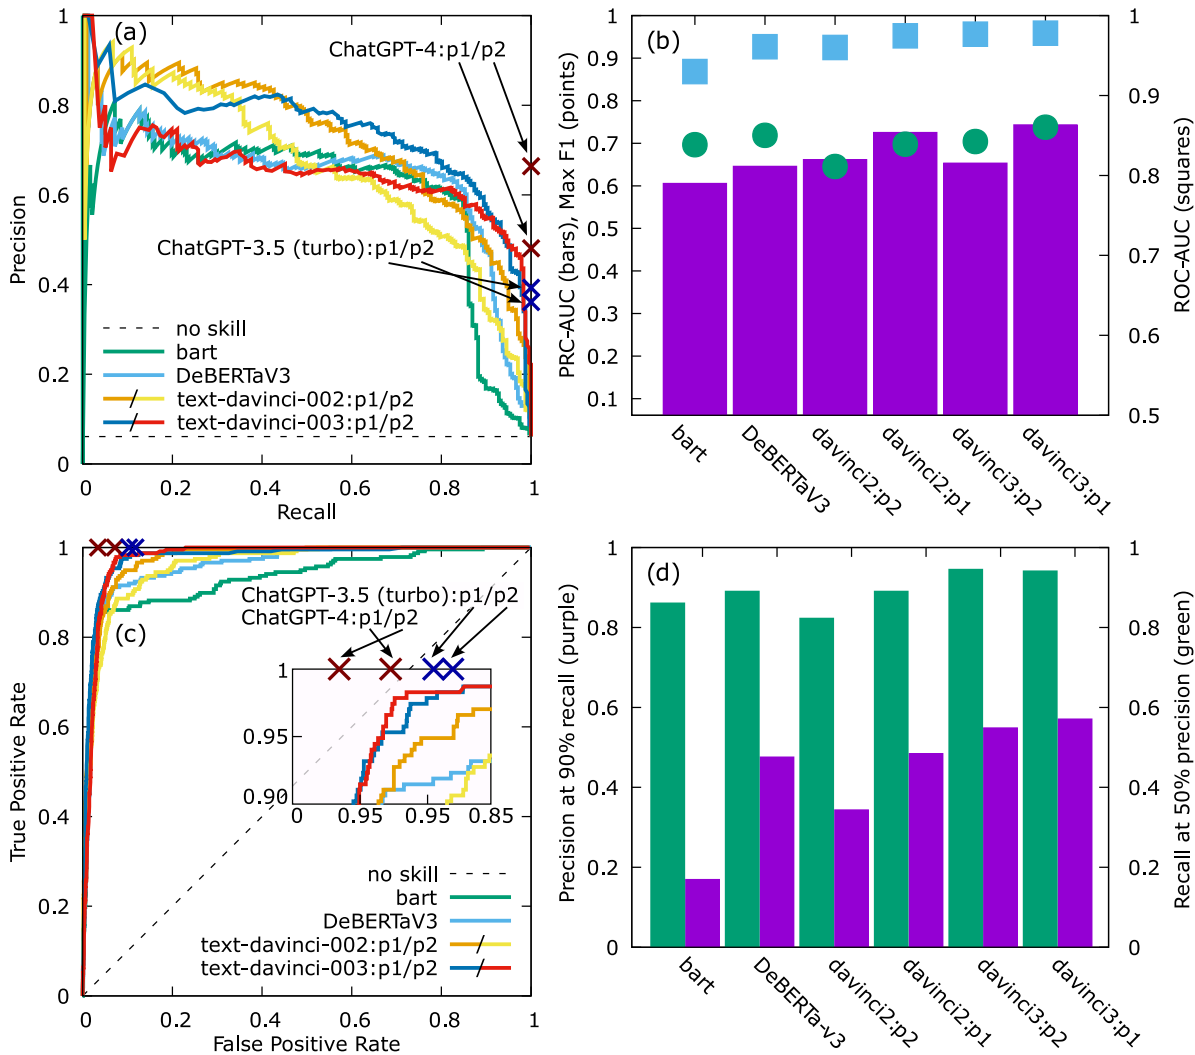 (a)
ChatGPT-4:p1/p2
ChatGPT-3.5 (turbo):p1/p2
no skill
bart
DeBERTaV3
text-davinci-002:p1/p2
text-davinci-003:p1/p2
Precision
1
0.8
0.6
0.4
0.2
0
0 0.2 0.4 0.6 0.8 1
Recall
(b)
PRC-AUC (bars), Max F1 (points)
1
0.9
0.8
0.7
0.6
0.5
0.4
0.3
0.2
0.1
ROC-AUC (squares)
1
0.9
0.8
0.7
0.6
0.5
bart
DeBERTaV3
davinci2:p2
davinci2:p1
davinci3:p2
davinci3:p1
(c)
ChatGPT-3.5 (turbo):p1/p2
ChatGPT-4:p1/p2
1
0.95
0.90
0 0.95 0.95 0.85
no skill
bart
DeBERTaV3
text-davinci-002:p1/p2
text-davinci-003:p1/p2
True Positive Rate
1
0.8
0.6
0.4
0.2
0
0 0.2 0.4 0.6 0.8 1
False Positive Rate
(d)
Precision at 90% recall (purple)
1
0.8
0.6
0.4
0.2
0
Recall at 50% precision (green)
1
0.8
0.6
0.4
0.2
0
bart
DeBERTa-v3
davinci2:p2
davinci2:p1
davinci3:p2
davinci3:p1